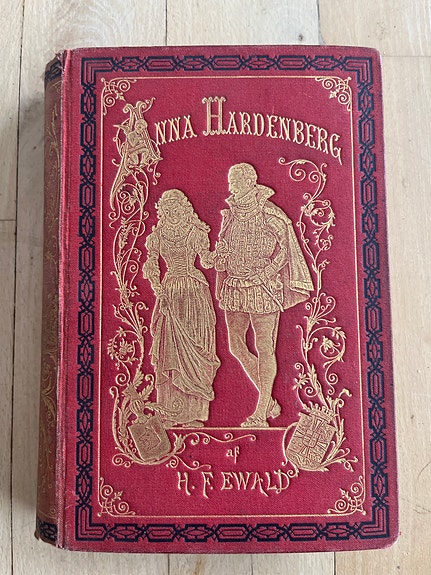 ANNA HARDENBERG
af
H. F. EWALD